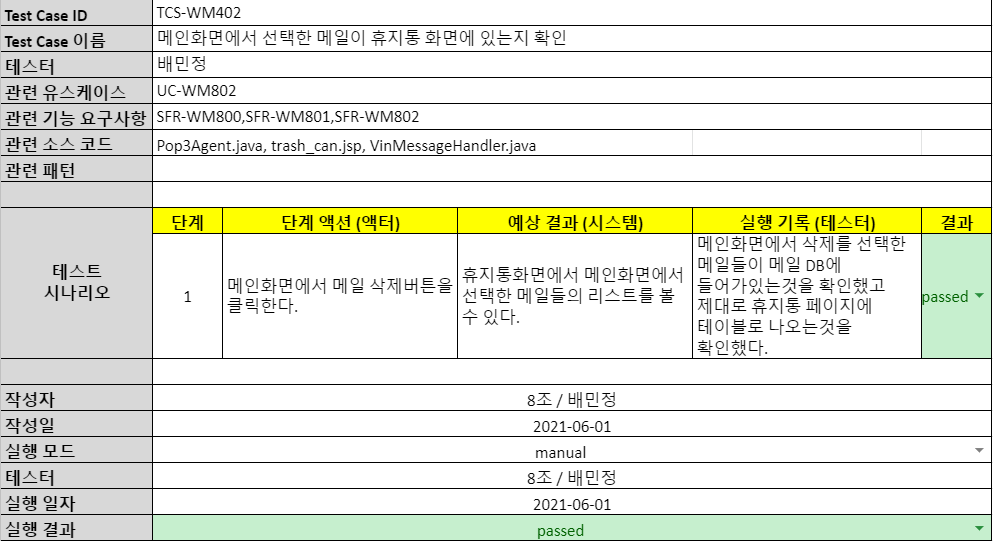 Test Case ID TCS-WM402
Test Case 이름 메인화면에서 선택한 메일이 휴지통 화면에 있는지 확인
테스터 배민정
관련 유스케이스 UC-WM802
관련 기능 요구사항 SFR-WM800,SFR-WM801,SFR-WM802
관련 소스 코드 Pop3Agent.java, trash_can.jsp, VinMessageHandler.java
관련 패턴
단계 단계 액션 (액터) 예상 결과 (시스템) 실행 기록 (테스터) 결과
테스트
시나리오
1
메인화면에서 메일 삭제버튼을
클릭한다.
휴지통화면에서 메인화면에서
선택한 메일들의 리스트를 볼
수 있다.
메인화면에서 삭제를 선택한
메일들이 메일 DB에
들어가있는것을 확인했고
제대로 휴지통 페이지에
테이블로 나오는것을
확인했다.
passed
작성자 8조 / 배민정
작성일 2021-06-01
실행 모드 manual
테스터 8조 / 배민정
실행 일자 2021-06-01
실행 결과 passed